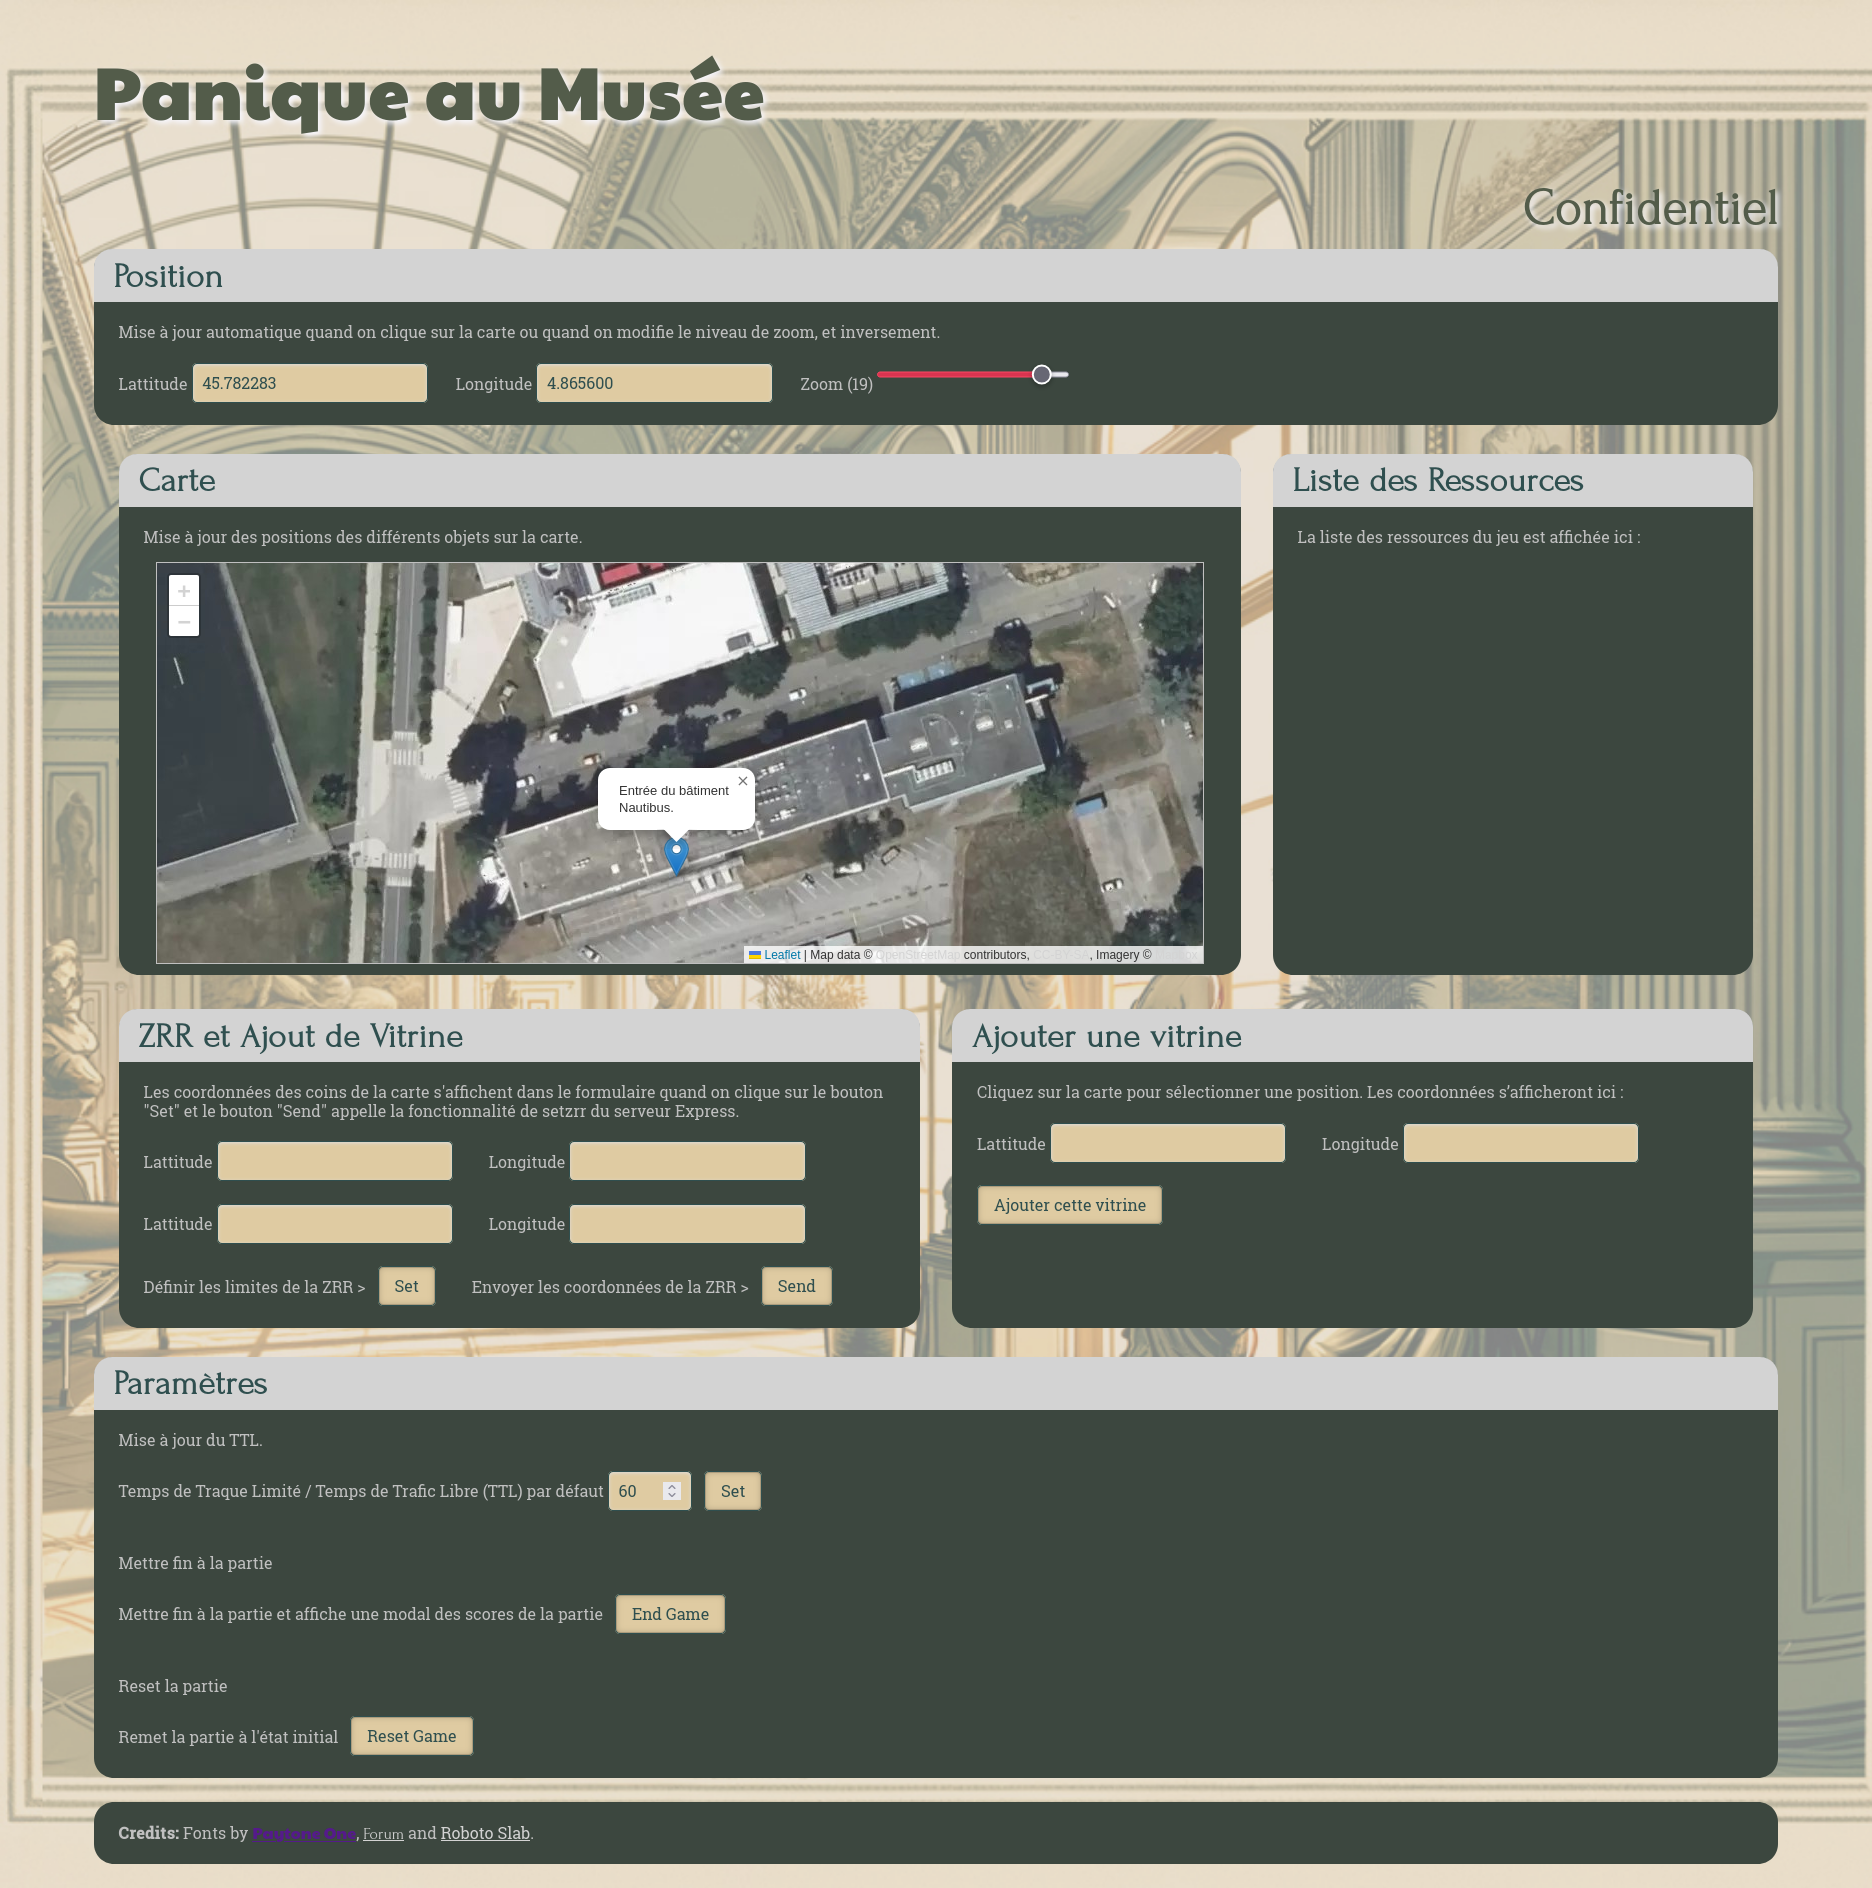 Panique au Musée
Confidentiel
Position
Mise à jour automatique quand on clique sur la carte ou quand on modifie le niveau de zoom, et inversement.
Lattitude 45.782283 Longitude 4.865600 Zoom (19)
Carte
Mise à jour des positions des différents objets sur la carte.
+
−
Entrée du bâtiment
Nautibus.
×
Leaflet | Map data © OpenStreetMap contributors, CC-BY-SA, Imagery ©
Liste des Ressources
La liste des ressources du jeu est affichée ici :
ZRR et Ajout de Vitrine
Les coordonnées des coins de la carte s'affichent dans le formulaire quand on clique sur le bouton
"Set" et le bouton "Send" appelle la fonctionnalité de setzrr du serveur Express.
Lattitude Longitude
Lattitude Longitude
Définir les limites de la ZRR > Set Envoyer les coordonnées de la ZRR > Send
Ajouter une vitrine
Cliquez sur la carte pour sélectionner une position. Les coordonnées s’afficheront ici :
Lattitude Longitude
Ajouter cette vitrine
Paramètres
Mise à jour du TTL.
Temps de Traque Limité / Temps de Trafic Libre (TTL) par défaut 60 Set
Mettre fin à la partie
Mettre fin à la partie et affiche une modal des scores de la partie End Game
Reset la partie
Remet la partie à l'état initial Reset Game
Credits: Fonts by Paytone One, Forum and Roboto Slab.